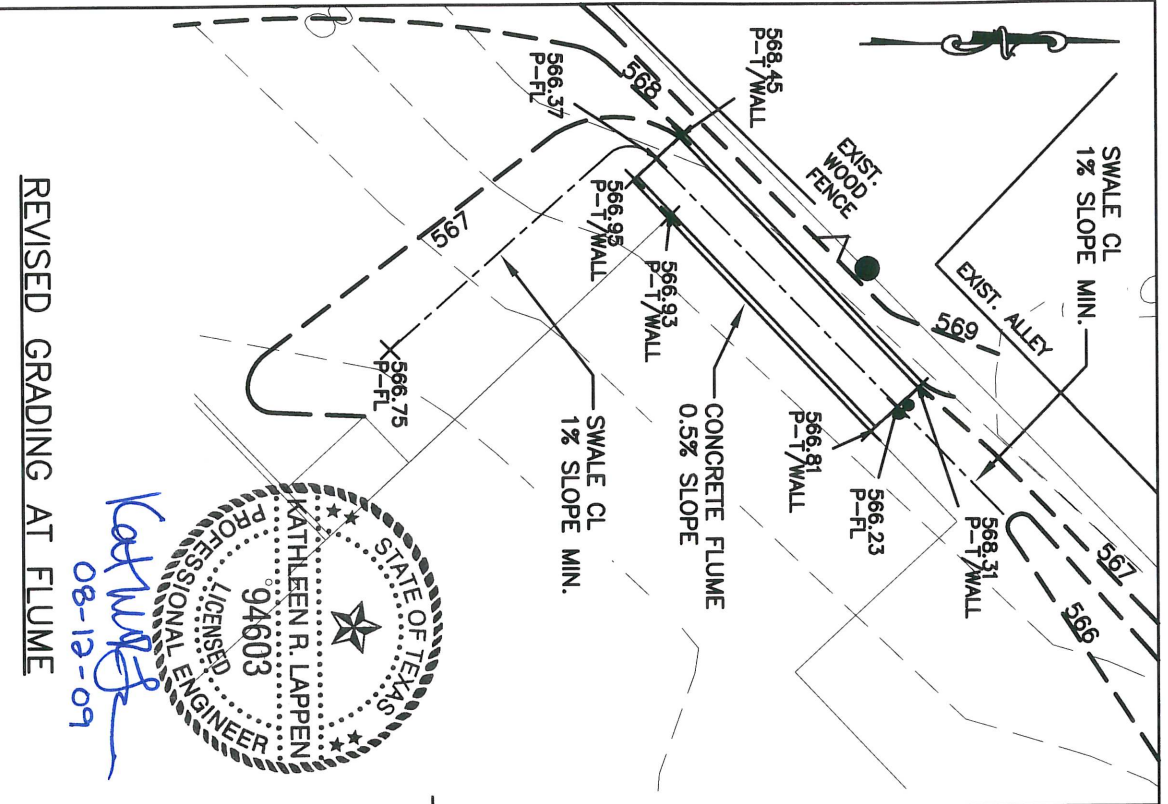 SWALE CL
1% SLOPE MIN.
568.45
P-T/WALL
568
566.37
P-FL
EXIST.
WOOD
FENCE
EXIST. ALLEY
569
566.95
P-T/WALL
566.93
P-T/WALL
567
566.75
P-FL
SWALE CL
1% SLOPE MIN.
CONCRETE FLUME
0.5% SLOPE
566.81
P-T/WALL
566.23
P-FL
568.31
P-T/WALL
567
566
STATE OF TEXAS
KATHLEEN R. LAPPEN
94603
LICENSED
PROFESSIONAL ENGINEER
08-12-09
REVISED GRADING AT FLUME